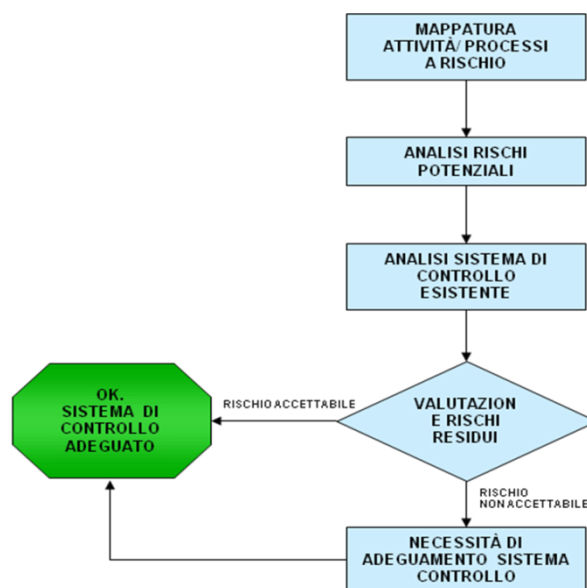 MAPPATURA
ATTIVITÀ/ PROCESSI
A RISCHIO
ANALISI RISCHI
POTENZIALI
ANALISI SISTEMA DI
CONTROLLO
ESISTENTE
OK.
SISTEMA DI
CONTROLLO
ADEGUATO
RISCHIO ACCETTABILE
VALUTAZION
E RISCHI
RESIDUI
RISCHIO
NON ACCETTABILE
NECESSITÀ DI
ADEGUAMENTO SISTEMA
CONTROLLO